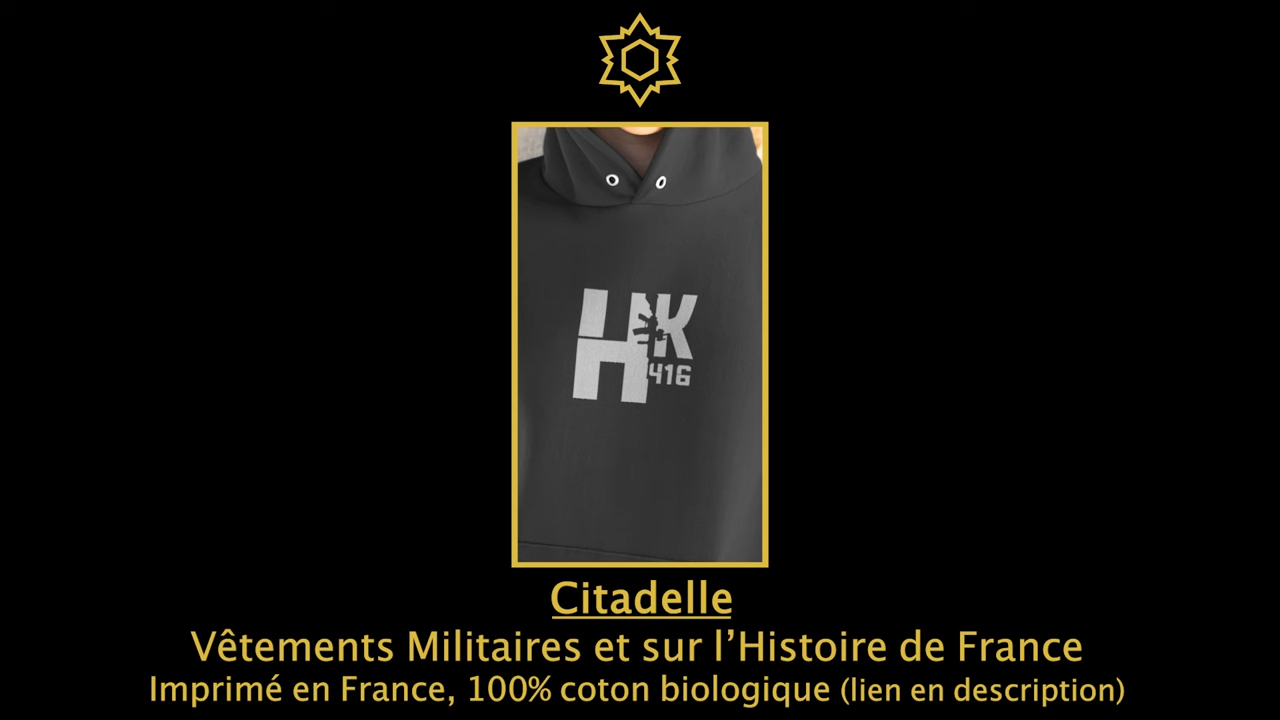 HK
416
Citadelle
Vêtements Militaires et sur l’Histoire de France
Imprimé en France, 100% coton biologique (lien en description)